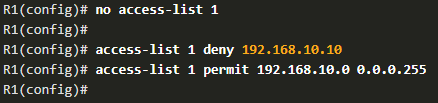 R1(config)# no access-list 1
R1(config)#
R1(config)# access-list 1 deny 192.168.10.10
R1(config)# access-list 1 permit 192.168.10.0 0.0.0.255
R1(config)#